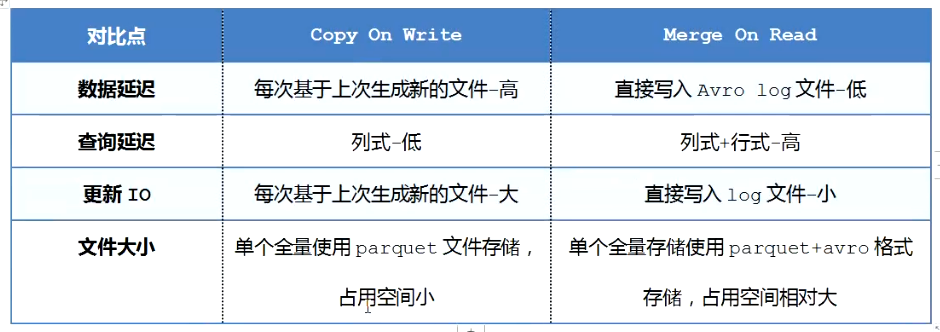 对比点 Copy On Write Merge On Read
数据延迟 每次基于上次生成新的文件-高 直接写入 Avro log 文件-低
查询延迟 列式-低 列式+行式-高
更新 IO 每次基于上次生成新的文件-大 直接写入 log 文件-小
文件大小 单个全量使用 parquet 文件存储， 单个全量存储使用 parquet+avro 格式
占用空间小 存储，占用空间相对大